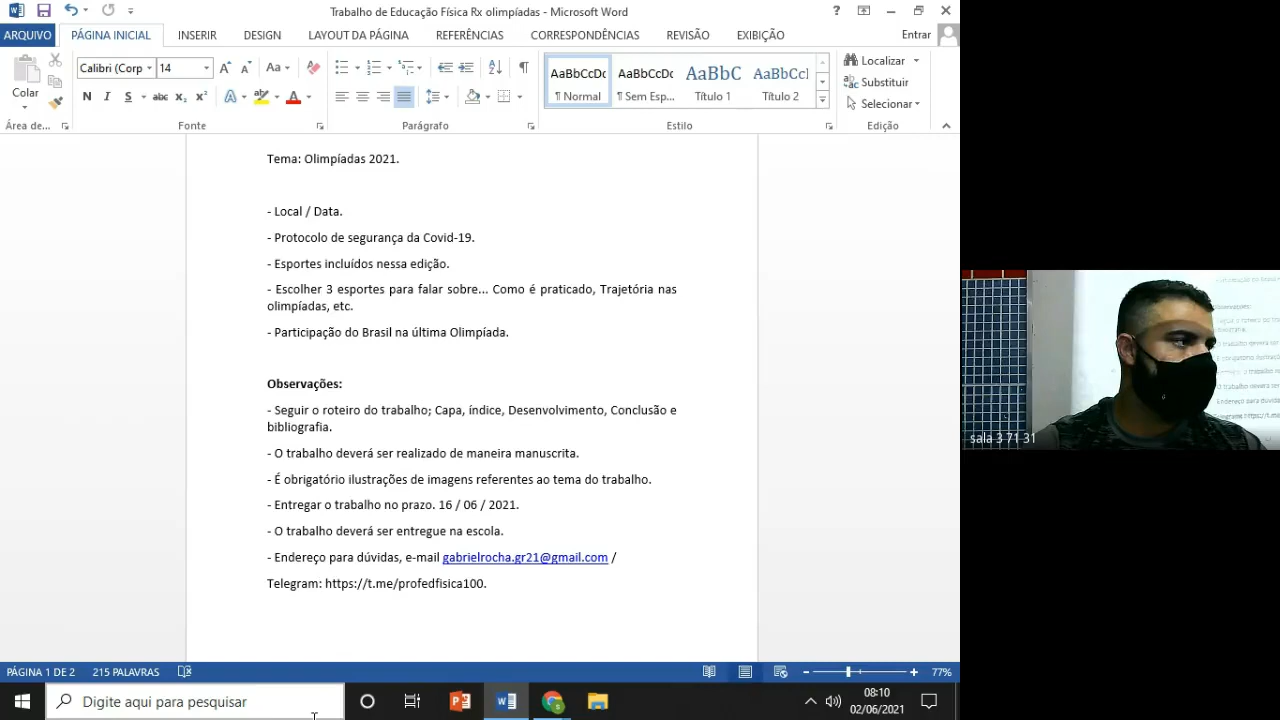 Trabalho de Educação Física Rx olimpíadas - Microsoft Word
ARQUIVO PÁGINA INICIAL INSERIR DESIGN LAYOUT DA PÁGINA REFERÊNCIAS CORRESPONDÊNCIAS REVISÃO EXIBIÇÃO Entrar
Colar
Calibri (Corp 14
N I S abc x₂ x² A A
AaBbCcDc AaBbCcDc AaBbC AaBbCcI
¶ Normal ¶ Sem Esp... Título 1 Título 2
Localizar
Substituir
Selecionar
Área de... Fonte Parágrafo Estilo Edição
Tema: Olimpíadas 2021.
- Local / Data.
- Protocolo de segurança da Covid-19.
- Esportes incluídos nessa edição.
- Escolher 3 esportes para falar sobre... Como é praticado, Trajetória nas
olimpíadas, etc.
- Participação do Brasil na última Olimpíada.
Observações:
- Seguir o roteiro do trabalho; Capa, índice, Desenvolvimento, Conclusão e
bibliografia.
- O trabalho deverá ser realizado de maneira manuscrita.
- É obrigatório ilustrações de imagens referentes ao tema do trabalho.
- Entregar o trabalho no prazo. 16 / 06 / 2021.
- O trabalho deverá ser entregue na escola.
- Endereço para dúvidas, e-mail gabrielrocha.gr21@gmail.com /
Telegram: https://t.me/profedfisica100.
sala 3 71 31
PÁGINA 1 DE 2 215 PALAVRAS 77%
Digite aqui para pesquisar
08:10
02/06/2021